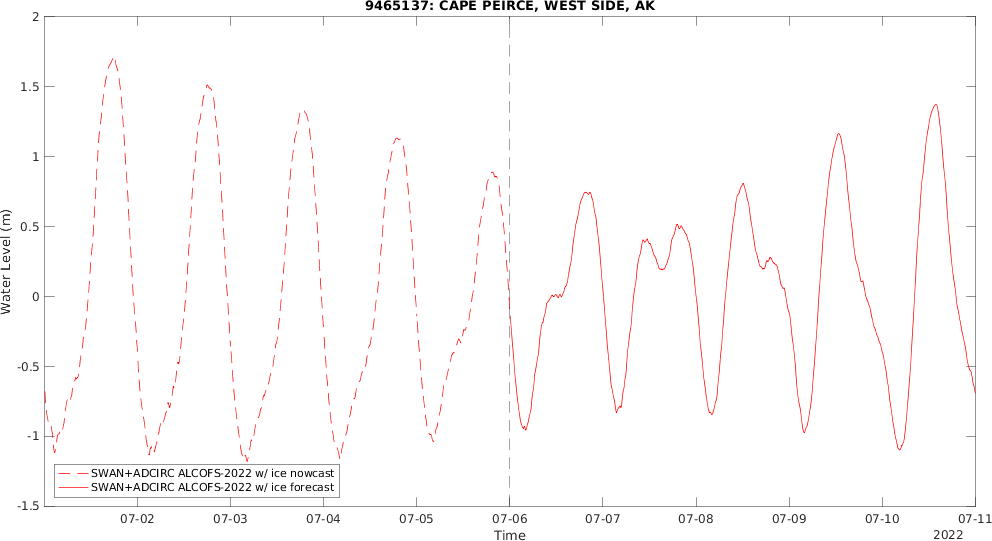 9465137: CAPE PEIRCE, WEST SIDE, AK
Water Level (m)
2
1.5
1
0.5
0
-0.5
-1
-1.5
SWAN+ADCIRC ALCOFS-2022 w/ ice nowcast
SWAN+ADCIRC ALCOFS-2022 w/ ice forecast
07-02 07-03 07-04 07-05 07-06 07-07 07-08 07-09 07-10 07-11
Time
2022